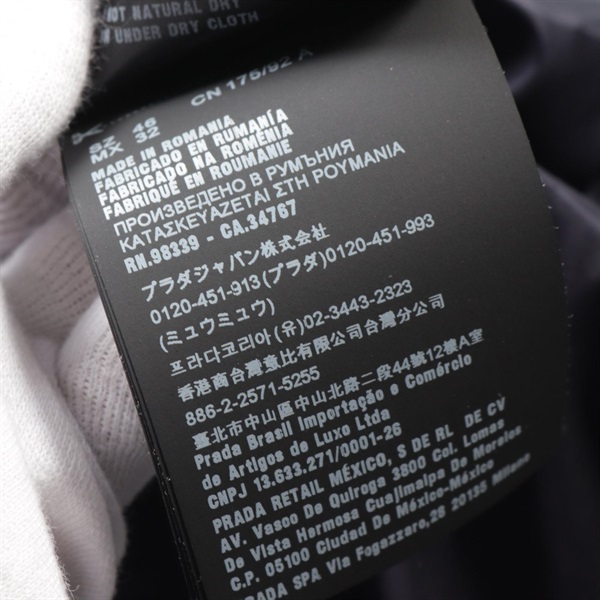 NOT NATURAL DRY
UNDER DRY CLOTH
CN 175/92 A
SZ 46
MX 32
MADE IN ROMANIA
FABRICADO EN RUMANÍA
FABRICADO NA ROMÉNIA
FABRIQUÉ EN ROUMANIE
ПРОИЗВЕДЕНО В РУМЪНИЯ
ΚΑΤΑΣΚΕΥΑΖΕΤΑΙ ΣΤΗ ΡΟΥΜΑΝΙΑ
RN.98339 - CA.34767
プラダジャパン株式会社
0120-451-913(プラダ)0120-451-993
(ミュウミュウ)
프라다코리아(유)02-3443-2323
香港商台灣意比有限公司台灣分公司
886-2-2571-5255
臺北市中山區中山北路二段44號12樓A室
Prada Brasil Importação e Comércio
de Artigos de Luxo Ltda
CNPJ 13.633.271/0001-26
PRADA RETAIL MÉXICO, S DE RL DE CV
AV. Vasco De Quiroga 3800 Col. Lomas
De Vista Hermosa Cuajimalpa De Morelos
C.P. 05100 Ciudad De México-México
PRADA SPA Via Fogazzaro,28 20135 Milano